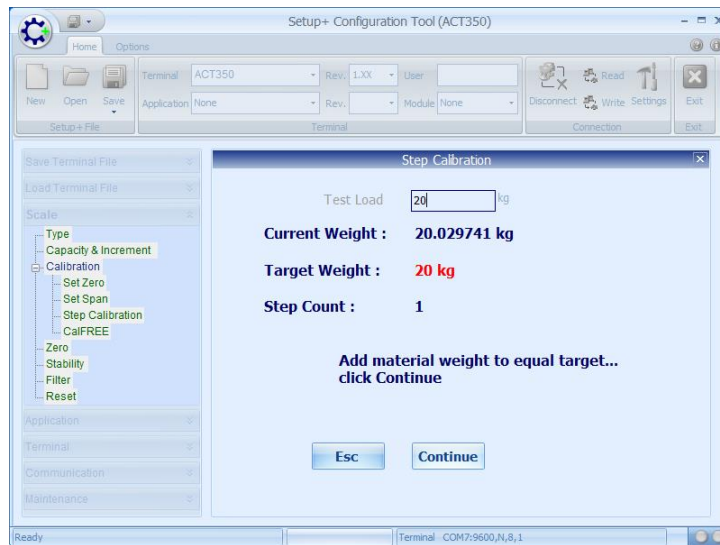 Setup+ Configuration Tool (ACT350)
Home Options
Terminal ACT350 Rev. 1.XX User
New Open Save Application None Rev. Module None Disconnect Read Write Settings Exit
Setup+ File Terminal Connection Exit
Save Terminal File
Load Terminal File
Scale
Type
Capacity & Increment
Calibration
Set Zero
Set Span
Step Calibration
CalFREE
Zero
Stability
Filter
Reset
Application
Terminal
Communication
Maintenance
Step Calibration
Test Load 20 kg
Current Weight : 20.029741 kg
Target Weight : 20 kg
Step Count : 1
Add material weight to equal target...
click Continue
Esc Continue
Ready Terminal COM7:9600,N,8,1